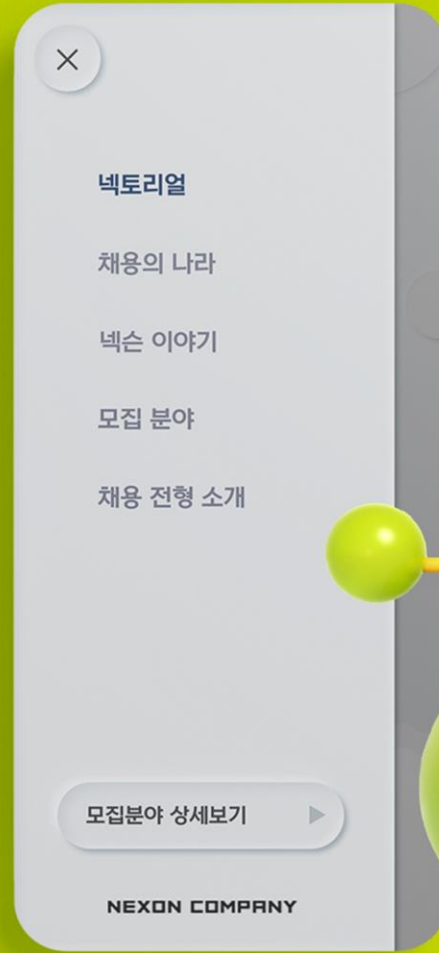 넥토리얼
채용의 나라
넥슨 이야기
모집 분야
채용 전형 소개
모집분야 상세보기
NEXON COMPANY